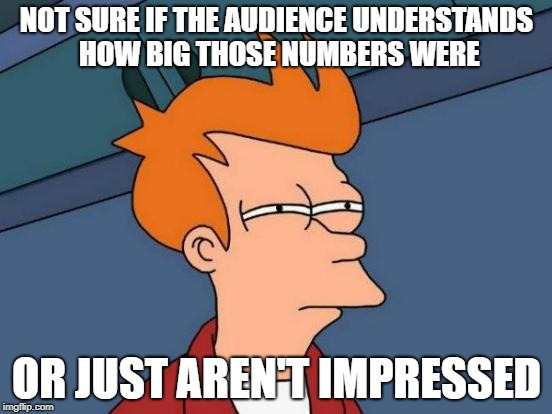 NOT SURE IF THE AUDIENCE UNDERSTANDS
HOW BIG THOSE NUMBERS WERE
OR JUST AREN'T IMPRESSED
imgflip.com